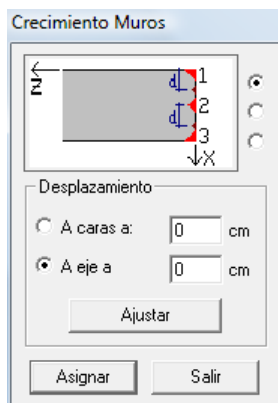 Crecimiento Muros
Z
d 1
d 2
3
X
Desplazamiento
A caras a: 0 cm
A eje a 0 cm
Ajustar
Asignar Salir